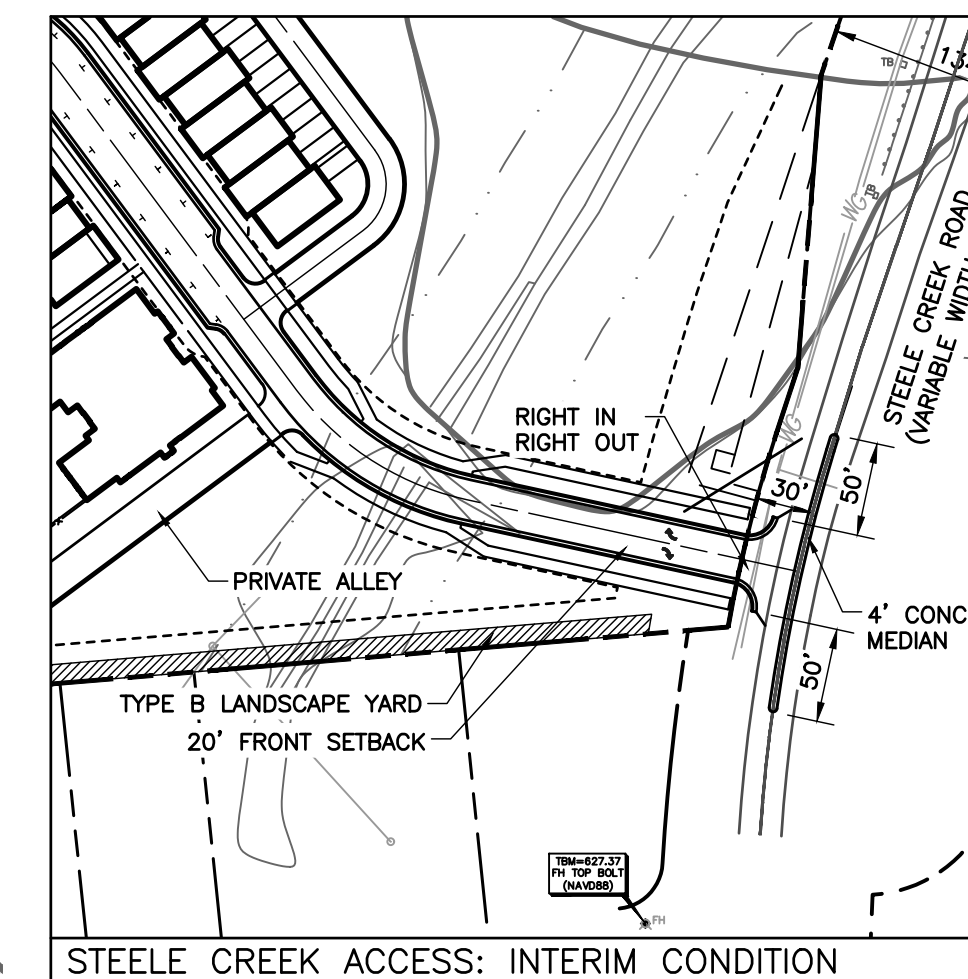 TB
TB
WG
WG
STEELE CREEK ROAD
(VARIABLE WIDTH
RIGHT IN
RIGHT OUT
30'
50'
PRIVATE ALLEY
4' CONC
MEDIAN
50'
TYPE B LANDSCAPE YARD
20' FRONT SETBACK
TBM=627.37
FH TOP BOLT
(NAVD88)
FH
STEELE CREEK ACCESS: INTERIM CONDITION